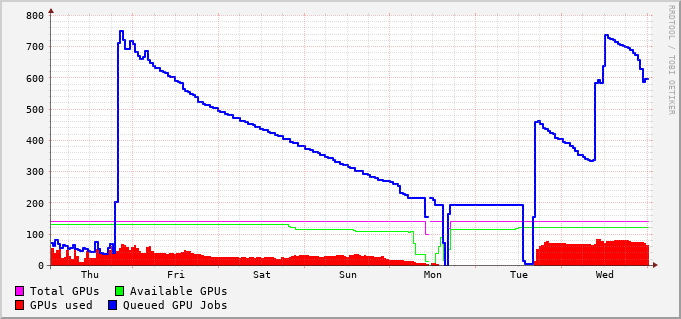 800
700
600
500
400
300
200
100
0
Thu Fri Sat Sun Mon Tue Wed
RRDTOOL / TOBI OETIKER
Total GPUs Available GPUs
GPUs used Queued GPU Jobs